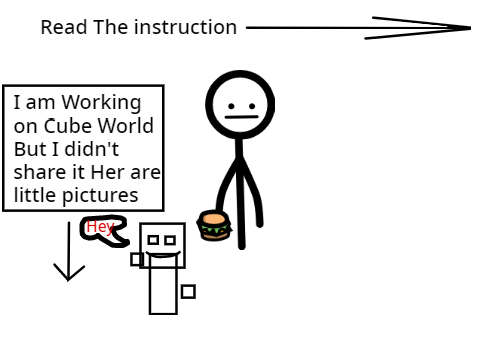 Read The instruction
I am Working
on Cube World
But I didn't
share it Her are
little pictures
Hey